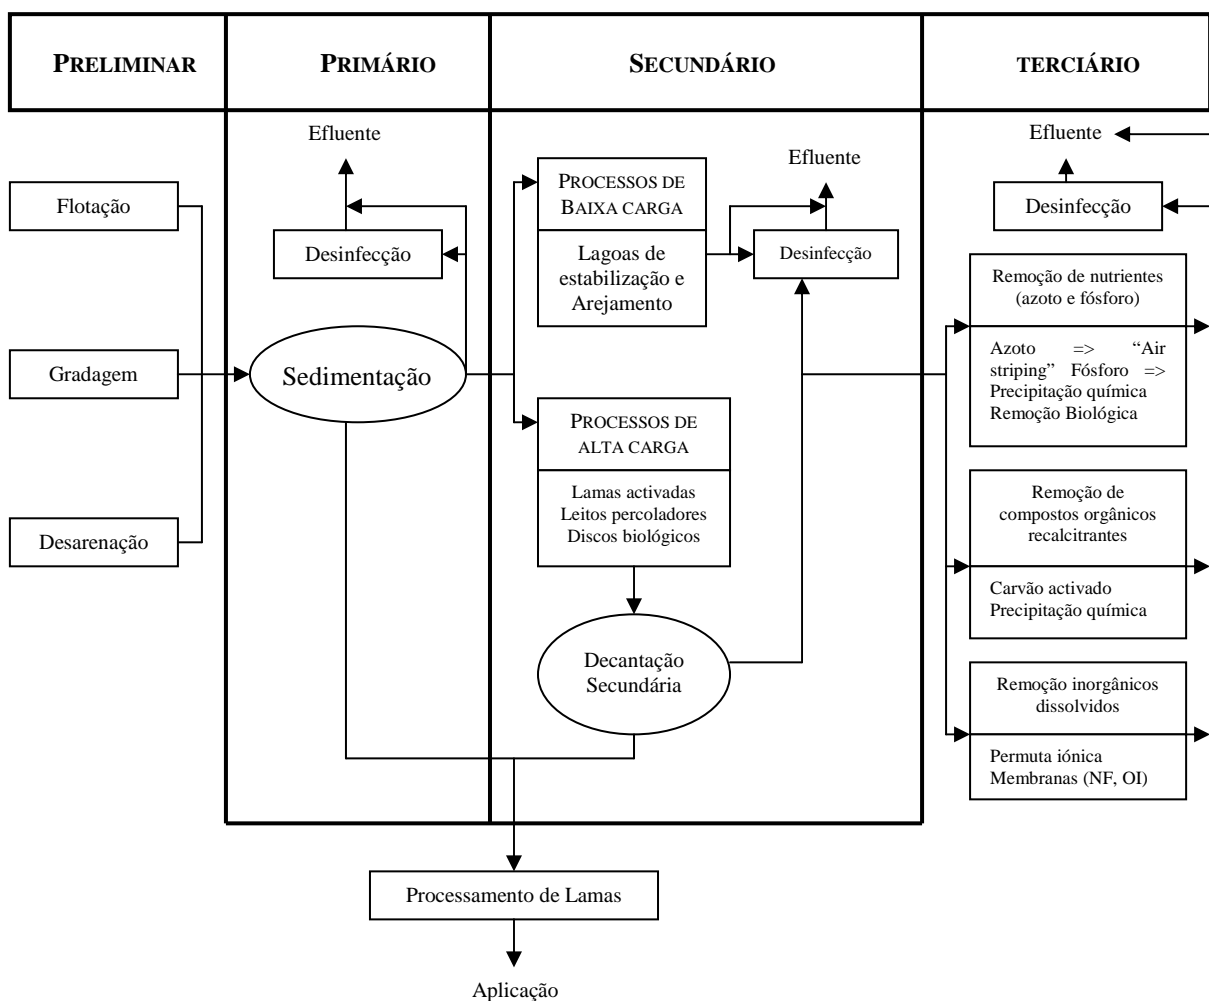 PRELIMINAR
PRIMÁRIO
SECUNDÁRIO
TERCIÁRIO
Flotação
Gradagem
Desarenação
Efluente
Desinfecção
Sedimentação
PROCESSOS DE
BAIXA CARGA
Lagoas de
estabilização e
Arejamento
Efluente
Desinfecção
PROCESSOS DE
ALTA CARGA
Lamas activadas
Leitos percoladores
Discos biológicos
Decantação
Secundária
Efluente
Desinfecção
Remoção de nutrientes
(azoto e fósforo)
Azoto => “Air
striping” Fósforo =>
Precipitação química
Remoção Biológica
Remoção de
compostos orgânicos
recalcitrantes
Carvão activado
Precipitação química
Remoção inorgânicos
dissolvidos
Permuta iónica
Membranas (NF, OI)
Processamento de Lamas
Aplicação